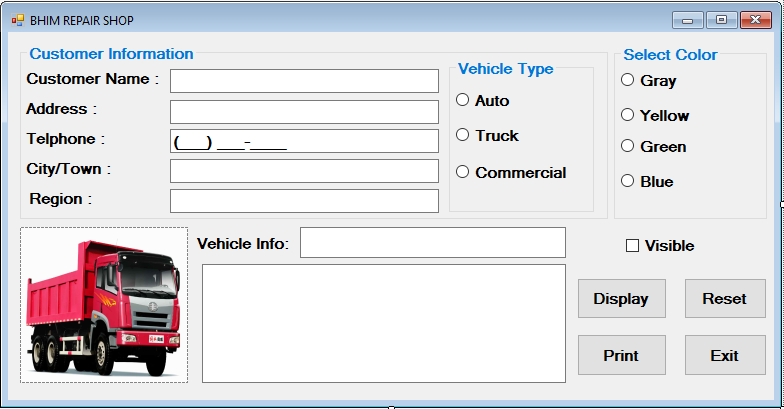 BHIM REPAIR SHOP
Customer Information
Customer Name :
Address :
Telphone :
(___) ___-____
City/Town :
Region :
Vehicle Type
Auto
Truck
Commercial
Select Color
Gray
Yellow
Green
Blue
Vehicle Info:
Visible
Display
Reset
Print
Exit